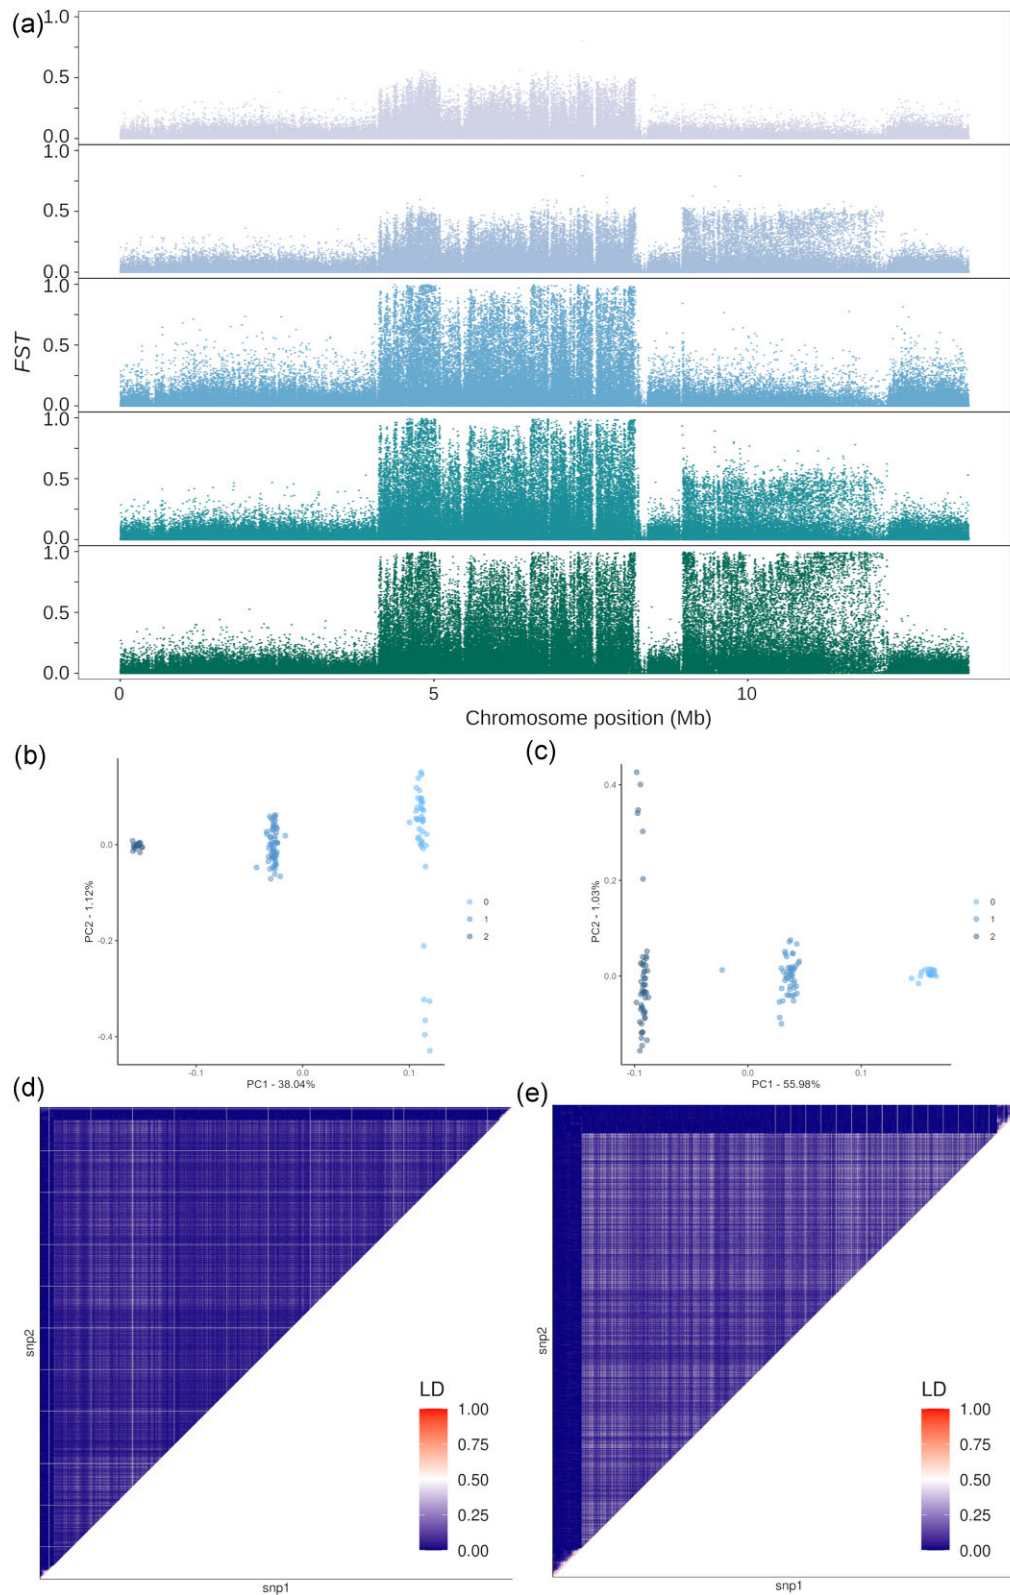 (a)
1.0
0.5
0.0
1.0
0.5
0.0
1.0
0.5
0.0
1.0
0.5
0.0
1.0
0.5
0.0
FST
0 5 10
Chromosome position (Mb)
(b)
0.0
-0.2
-0.4
PC2 - 1.12%
-0.1 0.0 0.1
PC1 - 38.04%
0
1
2
(c)
0.4
0.2
0.0
PC2 - 1.03%
-0.1 0.0 0.1
PC1 - 55.98%
0
1
2
(d)
snp2
snp1
LD
1.00
0.75
0.50
0.25
0.00
(e)
snp2
snp1
LD
1.00
0.75
0.50
0.25
0.00